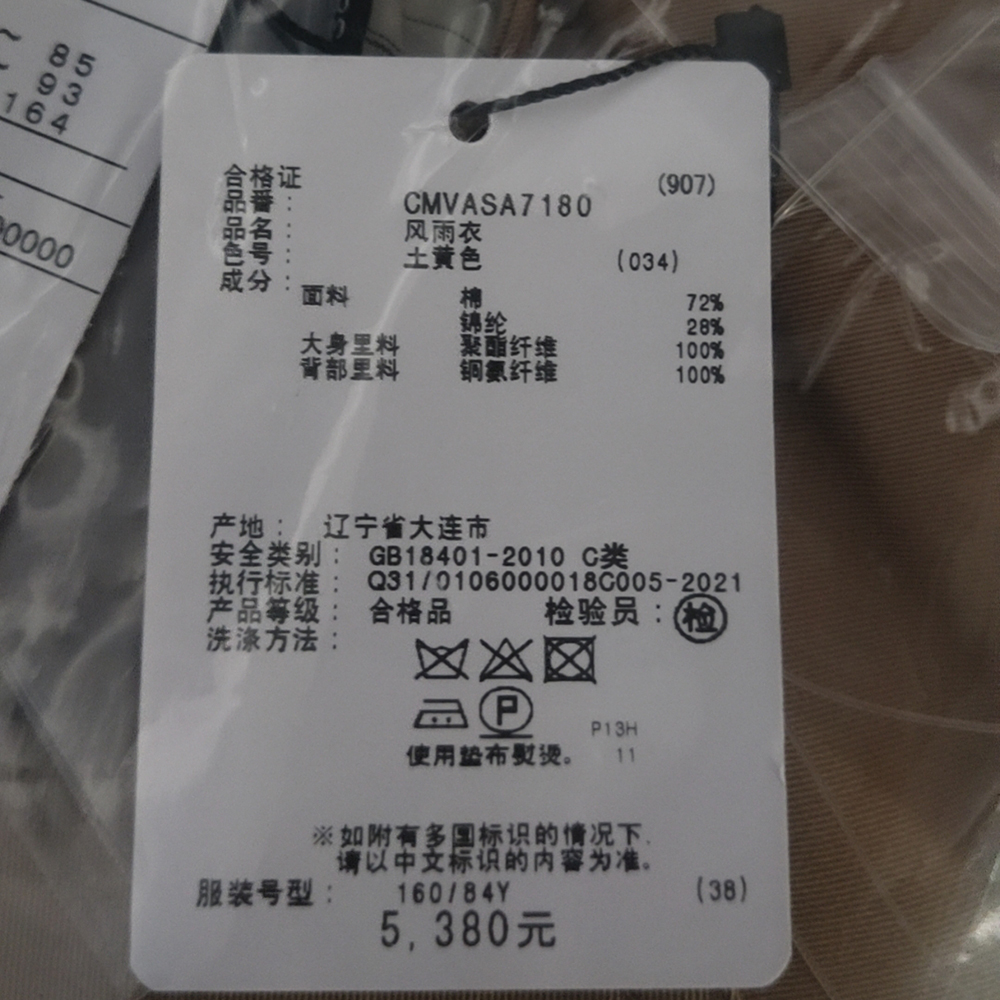 ~ 85
~ 93
164
0000
合格证
(907)
品番： CMVASA7180
品名： 风雨衣
色号： 土黄色 (034)
成分：
面料 棉 72%
锦纶 28%
大身里料 聚酯纤维 100%
背部里料 铜氨纤维 100%
产地： 辽宁省大连市
安全类别： GB18401-2010 C类
执行标准： Q31/0106000018C005-2021
产品等级： 合格品 检验员：检
洗涤方法：
P
P13H
使用垫布熨烫。 11
※如附有多国标识的情况下，
请以中文标识的内容为准。
服装号型： 160/84Y (38)
5,380元